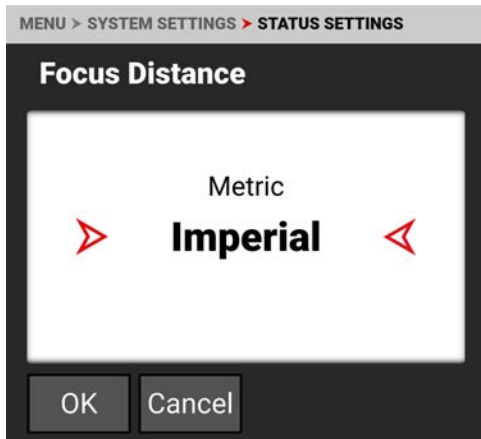 MENU > SYSTEM SETTINGS > STATUS SETTINGS
Focus Distance
Metric
Imperial
OK Cancel